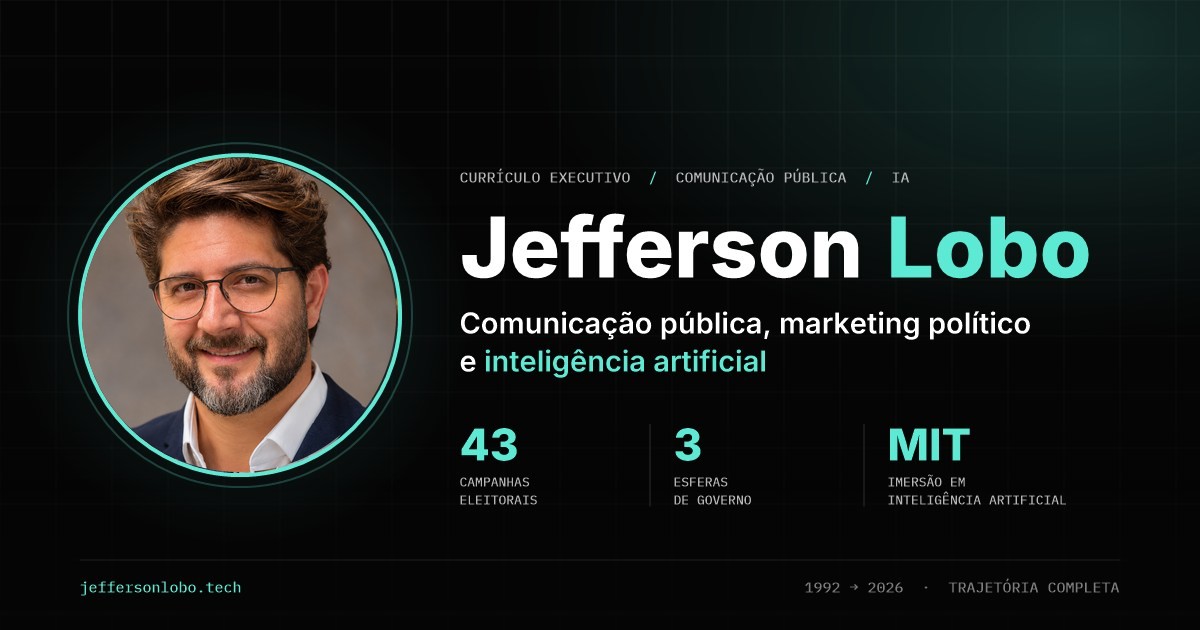 CURRÍCULO EXECUTIVO / COMUNICAÇÃO PÚBLICA / IA
Jefferson Lobo
Comunicação pública, marketing político
e inteligência artificial
43
CAMPANHAS
ELEITORAIS
3
ESFERAS
DE GOVERNO
MIT
IMERSÃO EM
INTELIGÊNCIA ARTIFICIAL
jeffersonlobo.tech
1992 → 2026 · TRAJETÓRIA COMPLETA